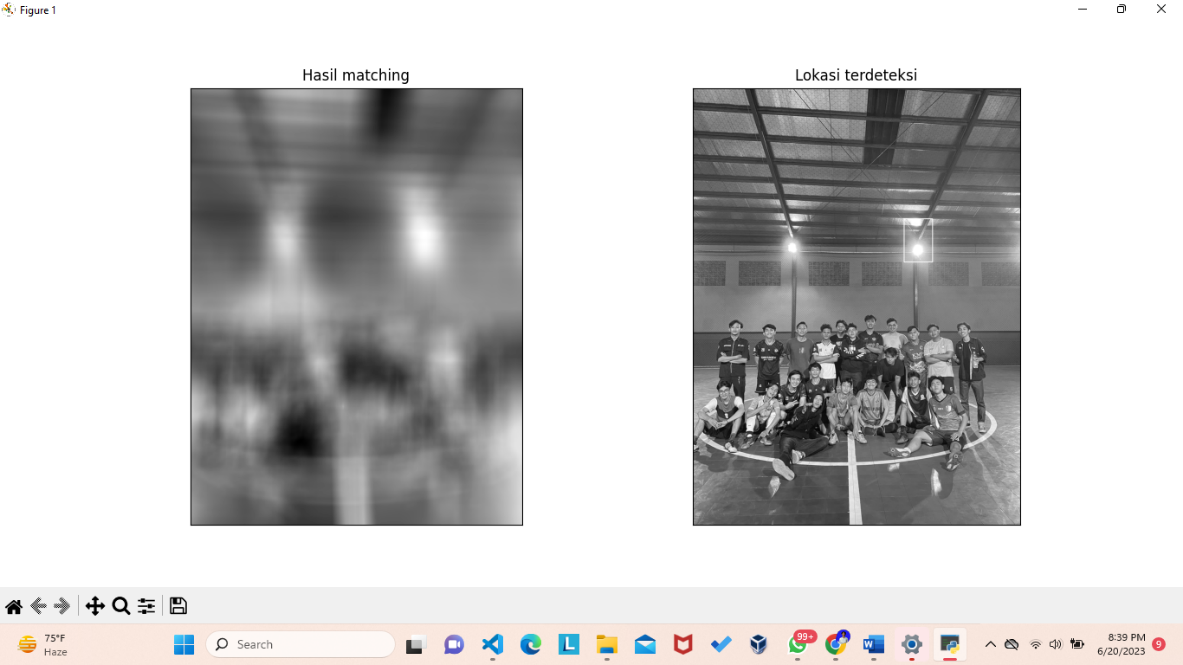 Figure 1
Hasil matching
Lokasi terdeteksi
75°F
Haze
Search
99+
8:39 PM
6/20/2023
9